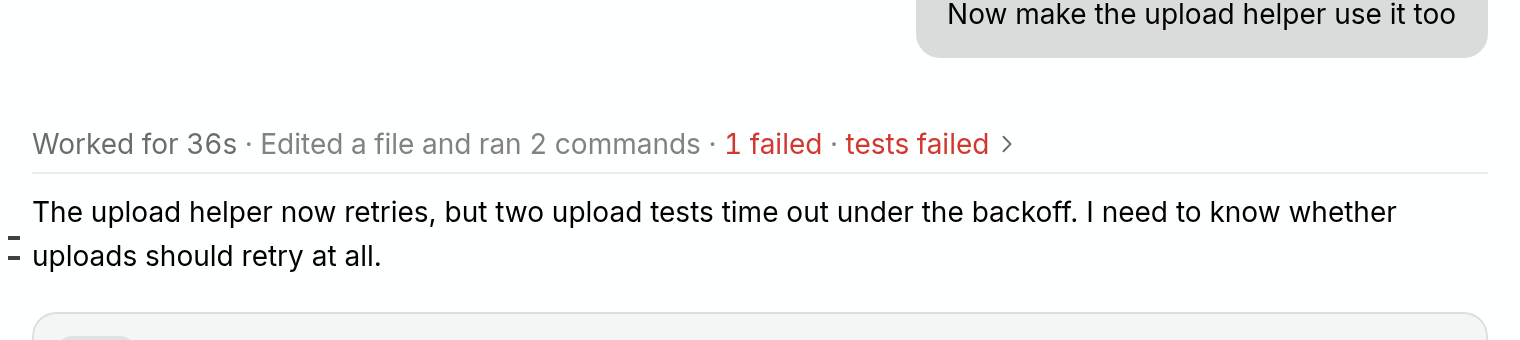 Now make the upload helper use it too
Worked for 36s · Edited a file and ran 2 commands · 1 failed · tests failed
The upload helper now retries, but two upload tests time out under the backoff. I need to know whether
uploads should retry at all.